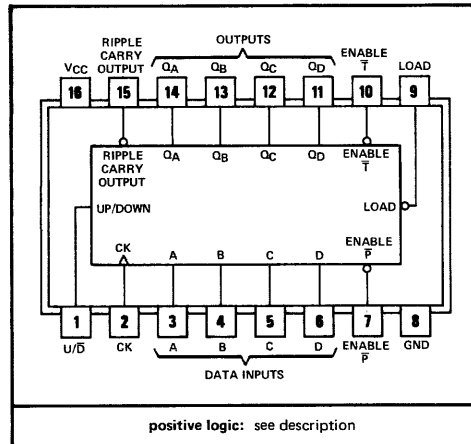 OUTPUTS
RIPPLE
CARRY
OUTPUT
ENABLE
VCC QA QB QC QD T̅ LOAD
16 15 14 13 12 11 10 9
RIPPLE
CARRY
OUTPUT
QA QB QC QD ENABLE
T̅
UP/DOWN
LOAD
ENABLE
P̅
CK A B C D
1 2 3 4 5 6 7 8
U/D̅ CK A B C D ENABLE
P̅
GND
DATA INPUTS
positive logic: see description